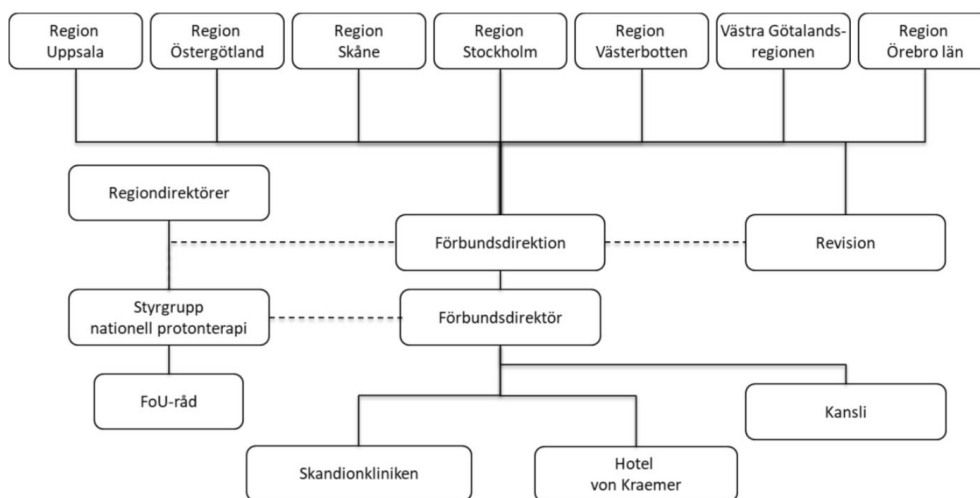 Region
Uppsala
Region
Östergötland
Region
Skåne
Region
Stockholm
Region
Västerbotten
Västra Götalands-
regionen
Region
Örebro län
Regiondirektörer
Förbundsdirektion
Revision
Styrgrupp
nationell protonterapi
Förbundsdirektör
FoU-råd
Kansli
Skandionkliniken
Hotel
von Kraemer